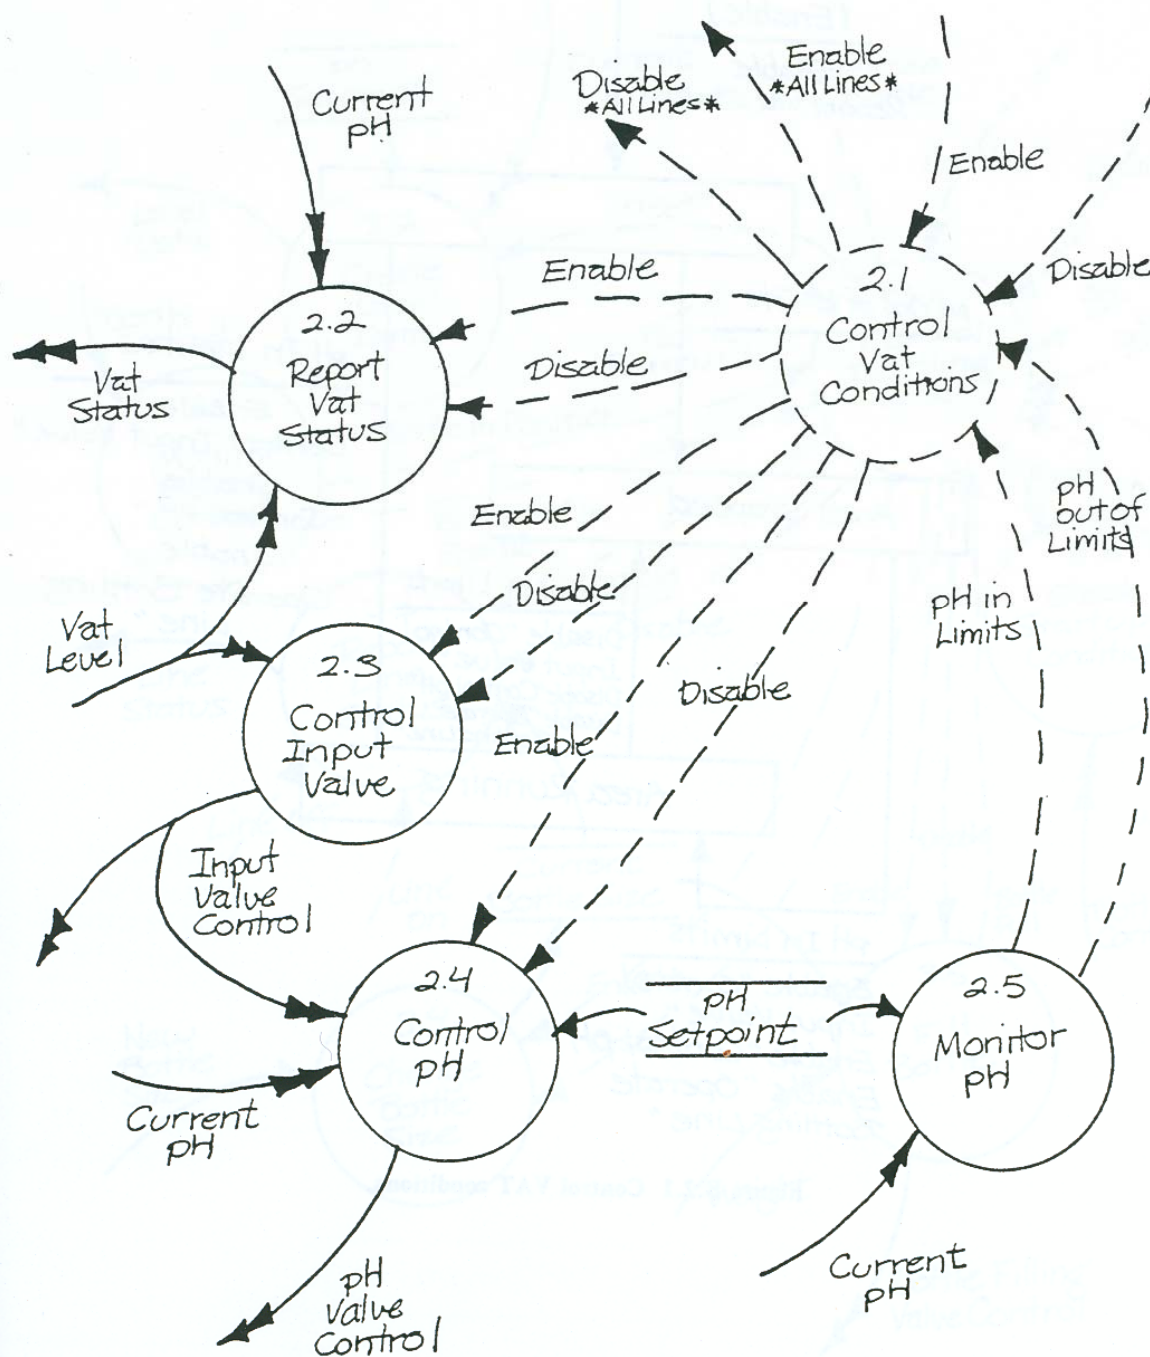 Enable
*All Lines*
Disable
*All Lines*
Current
pH
Enable
Disable
Enable
2.1
Control
Vat
Conditions
2.2
Report
Vat
Status
Disable
Vat
Status
Enable
pH
out of
Limits
Disable
pH in
Limits
Vat
Level
2.3
Control
Input
Valve
Disable
Enable
Input
Valve
Control
2.4
Control
pH
pH
Setpoint
2.5
Monitor
pH
Current
pH
Current
pH
pH
Valve
Control